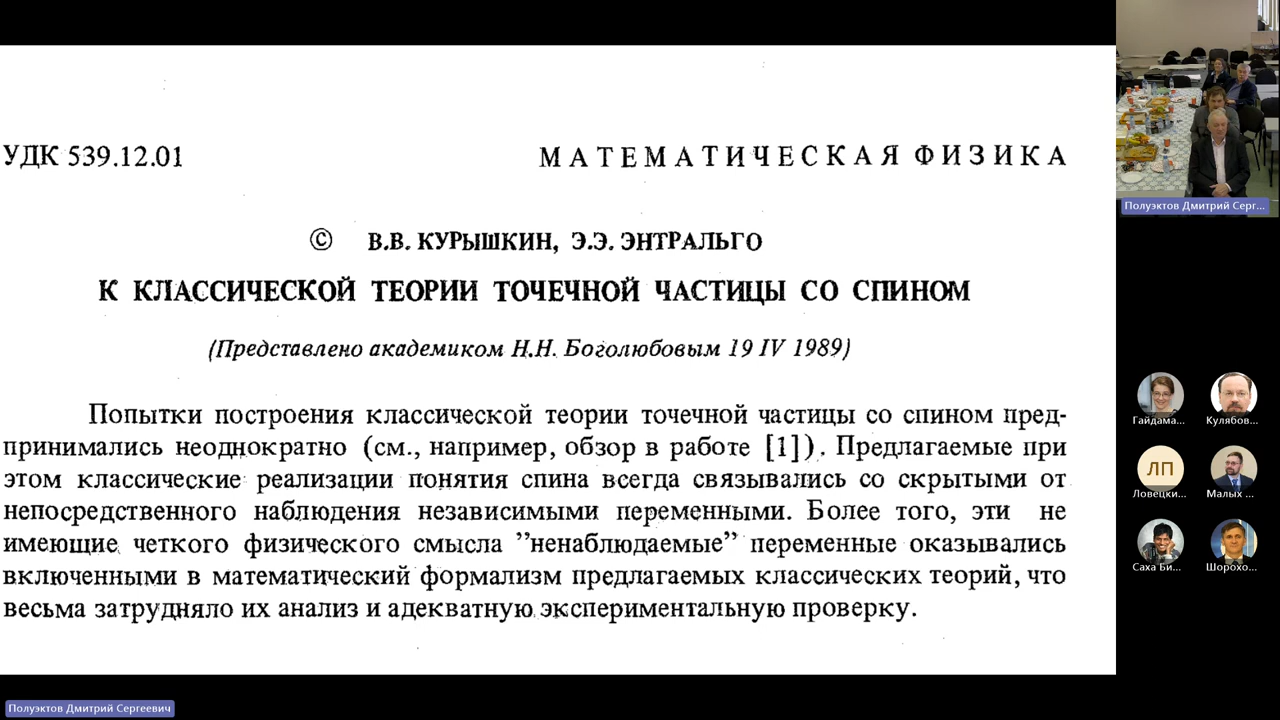 УДК 539.12.01
МАТЕМАТИЧЕСКАЯ ФИЗИКА
© В.В. КУРЫШКИН, Э.Э. ЭНТРАЛЬГО
К КЛАССИЧЕСКОЙ ТЕОРИИ ТОЧЕЧНОЙ ЧАСТИЦЫ СО СПИНОМ
(Представлено академиком Н.Н. Боголюбовым 19 IV 1989)
Попытки построения классической теории точечной частицы со спином пред-
принимались неоднократно (см., например, обзор в работе [1]). Предлагаемые при
этом классические реализации понятия спина всегда связывались со скрытыми от
непосредственного наблюдения независимыми переменными. Более того, эти не
имеющие четкого физического смысла ”ненаблюдаемые” переменные оказывались
включенными в математический формализм предлагаемых классических теорий, что
весьма затрудняло их анализ и адекватную экспериментальную проверку.
Полуэктов Дмитрий Серг...
Гайдама...
Кулябов...
ЛП
Ловецки...
Малых ...
Саха Би...
Шорохо...
Полуэктов Дмитрий Сергеевич